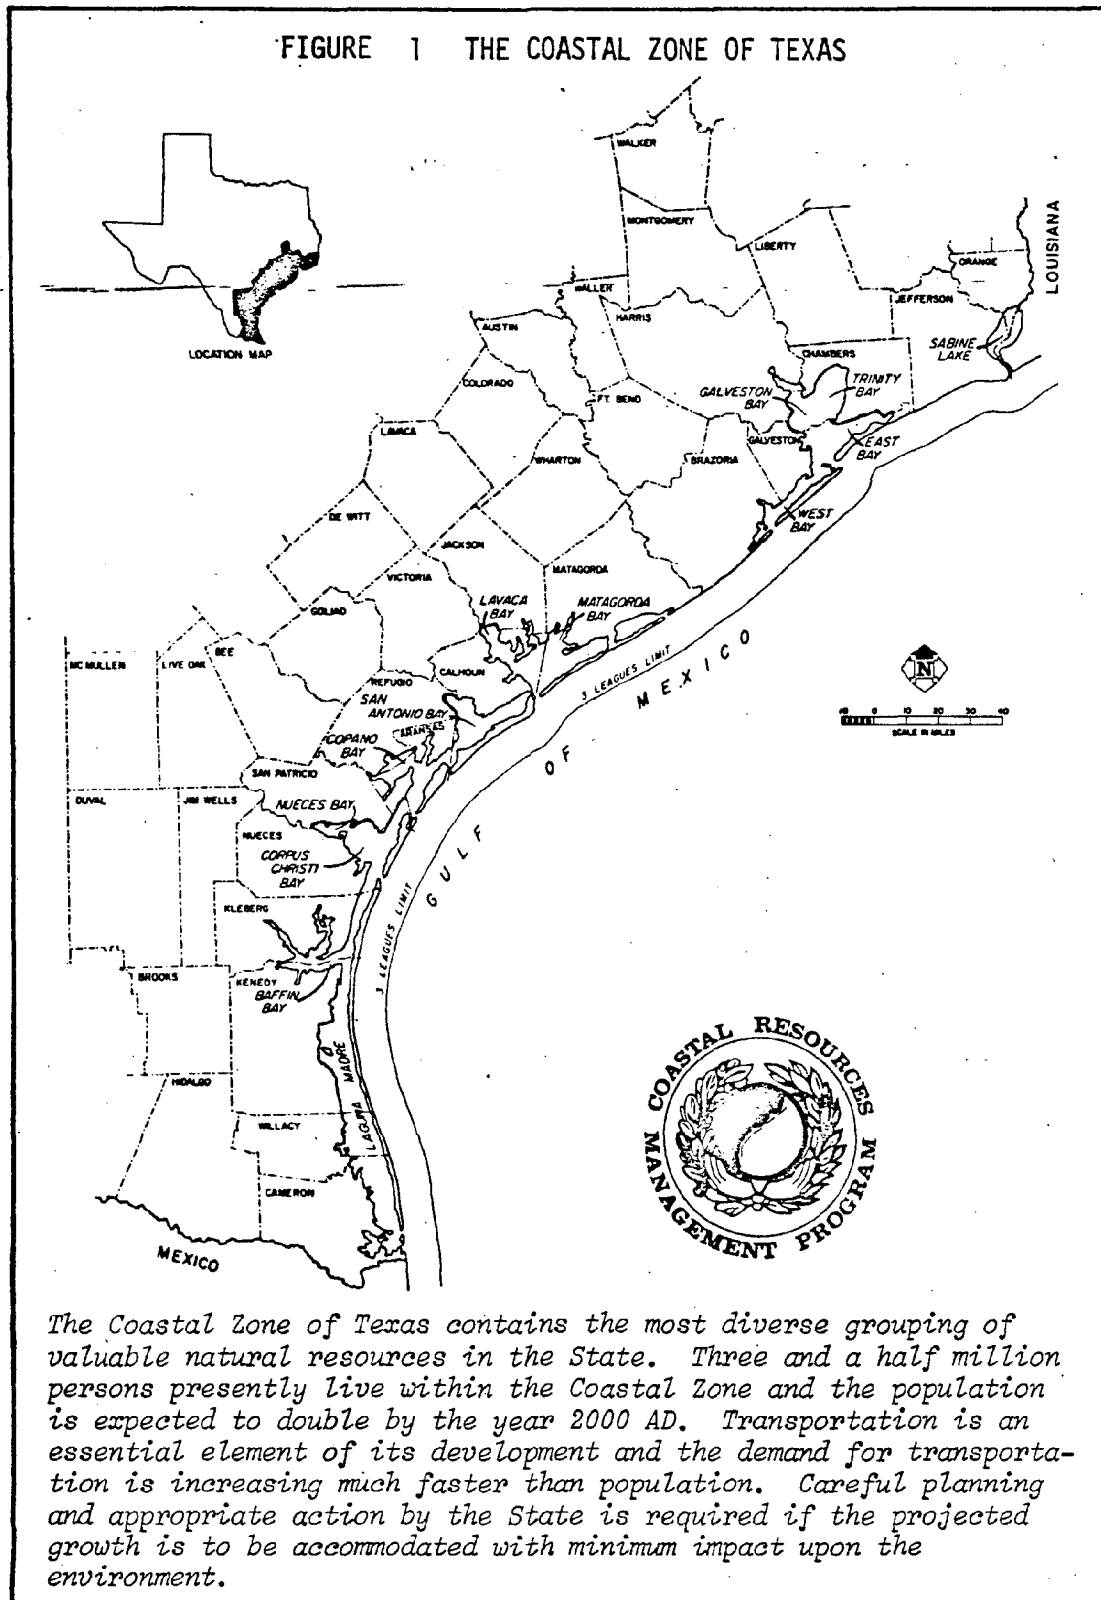 FIGURE 1 THE COASTAL ZONE OF TEXAS
WALKER
MONTGOMERY
LIBERTY
ORANGE
LOUISIANA
WALLER
HARRIS
JEFFERSON
AUSTIN
SABINE
LAKE
LOCATION MAP
CHAMBERS
COLORADO
TRINITY
BAY
GALVESTON
BAY
FT. BEND
LAVACA
GALVESTON
EAST
BAY
WHARTON
BRAZORIA
DE WITT
WEST
BAY
JACKSON
VICTORIA
MATAGORDA
GOLIAD
LAVACA
BAY
MATAGORDA
BAY
MC MULLEN
LIVE OAK
BEE
REFUGIO
CALHOUN
3 LEAGUES LIMIT
GULF OF MEXICO
N
SAN
ANTONIO BAY
ARANSAS
COPANO
BAY
10 0 10 20 30 40
SCALE IN MILES
SAN PATRICIO
DUVAL
JIM WELLS
NUECES BAY
NUECES
CORPUS
CHRISTI
BAY
KLEBERG
3 LEAGUES LIMIT
BROOKS
KENEDY
BAFFIN
BAY
LAGUNA MADRE
HIDALGO
WILLACY
CAMERON
MEXICO
COASTAL RESOURCES
MANAGEMENT PROGRAM
The Coastal Zone of Texas contains the most diverse grouping of
valuable natural resources in the State. Three and a half million
persons presently live within the Coastal Zone and the population
is expected to double by the year 2000 AD. Transportation is an
essential element of its development and the demand for transporta-
tion is increasing much faster than population. Careful planning
and appropriate action by the State is required if the projected
growth is to be accommodated with minimum impact upon the
environment.